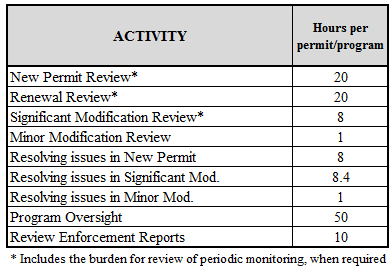 ACTIVITY Hours per permit/program
New Permit Review* 20
Renewal Review* 20
Significant Modification Review* 8
Minor Modification Review 1
Resolving issues in New Permit 8
Resolving issues in Significant Mod. 8.4
Resolving issues in Minor Mod. 1
Program Oversight 50
Review Enforcement Reports 10
* Includes the burden for review of periodic monitoring, when required